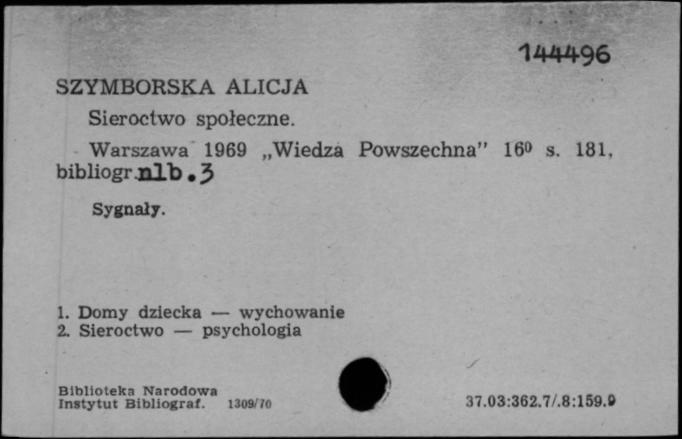 144496
SZYMBORSKA ALICJA
Sieroctwo społeczne.
Warszawa 1969 „Wiedza Powszechna” 16⁰ s. 181,
bibliogr. nlb. 3
Sygnały.
1. Domy dziecka — wychowanie
2. Sieroctwo — psychologia
Biblioteka Narodowa
Instytut Bibliograf. 1309/70
37.03:362.7/.8:159.9